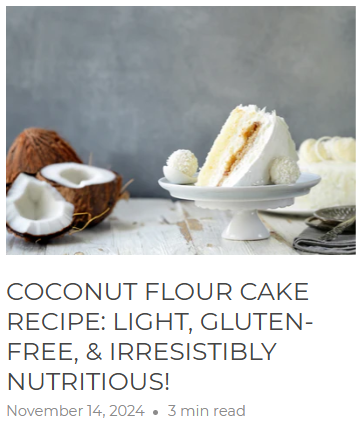 COCONUT FLOUR CAKE
RECIPE: LIGHT, GLUTEN-
FREE, & IRRESISTIBLY
NUTRITIOUS!
November 14, 2024 • 3 min read